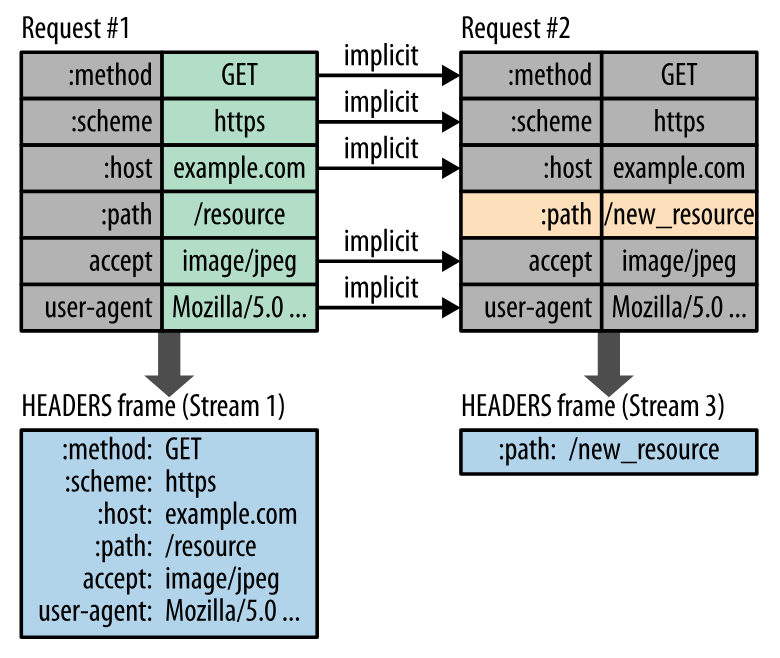 Request #1
:method GET
:scheme https
:host example.com
:path /resource
accept image/jpeg
user-agent Mozilla/5.0 ...
implicit
implicit
implicit
implicit
implicit
Request #2
:method GET
:scheme https
:host example.com
:path /new_resource
accept image/jpeg
user-agent Mozilla/5.0 ...
HEADERS frame (Stream 1)
:method: GET
:scheme: https
:host: example.com
:path: /resource
accept: image/jpeg
user-agent: Mozilla/5.0 ...
HEADERS frame (Stream 3)
:path: /new_resource